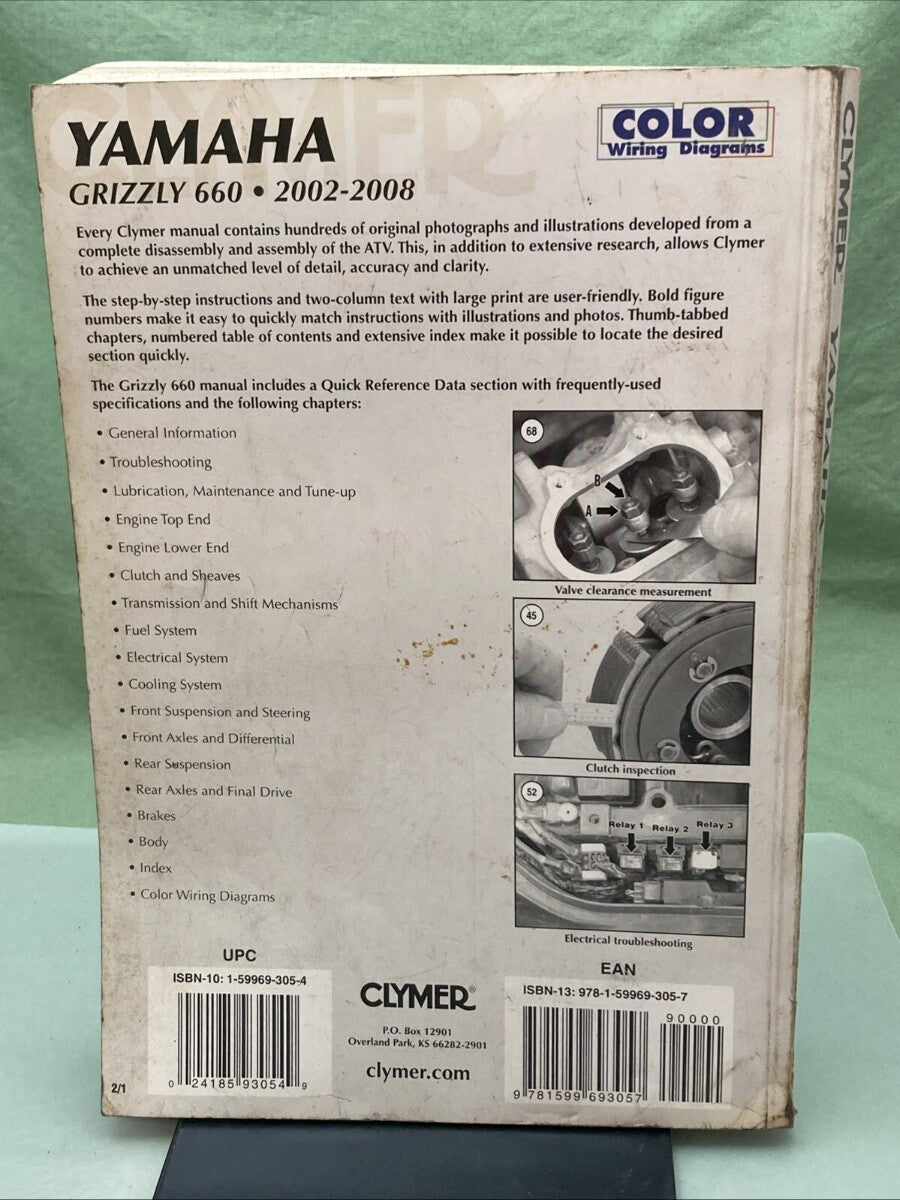 YAMAHA
GRIZZLY 660 • 2002-2008
COLOR
Wiring Diagrams
Every Clymer manual contains hundreds of original photographs and illustrations developed from a
complete disassembly and assembly of the ATV. This, in addition to extensive research, allows Clymer
to achieve an unmatched level of detail, accuracy and clarity.
The step-by-step instructions and two-column text with large print are user-friendly. Bold figure
numbers make it easy to quickly match instructions with illustrations and photos. Thumb-tabbed
chapters, numbered table of contents and extensive index make it possible to locate the desired
section quickly.
The Grizzly 660 manual includes a Quick Reference Data section with frequently-used
specifications and the following chapters:
• General Information
• Troubleshooting
• Lubrication, Maintenance and Tune-up
• Engine Top End
• Engine Lower End
• Clutch and Sheaves
• Transmission and Shift Mechanisms
• Fuel System
• Electrical System
• Cooling System
• Front Suspension and Steering
• Front Axles and Differential
• Rear Suspension
• Rear Axles and Final Drive
• Brakes
• Body
• Index
• Color Wiring Diagrams
68
B
A
Valve clearance measurement
45
Clutch inspection
52
Relay 1 Relay 2 Relay 3
Electrical troubleshooting
UPC
ISBN-10: 1-59969-305-4
0 24185 93054 9
2/1
CLYMER®
P.O. Box 12901
Overland Park, KS 66282-2901
clymer.com
EAN
ISBN-13: 978-1-59969-305-7
90000
9 781599 693057
CLYMER YAMAHA
CLYMER